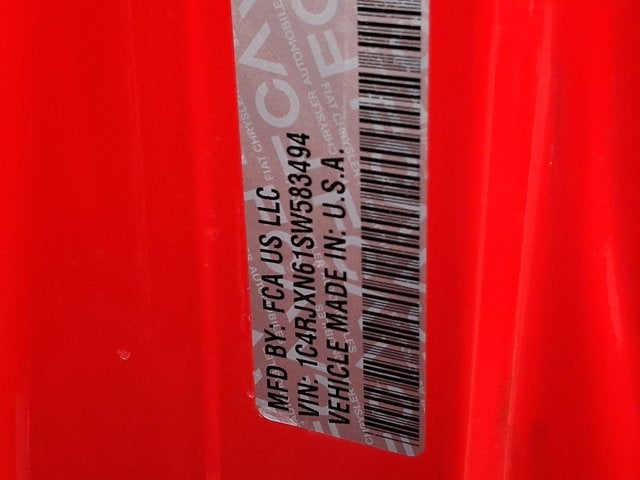 MFD BY: FCA US LLC
VIN: 1C4RJXN61SW583494
VEHICLE MADE IN: U.S.A.